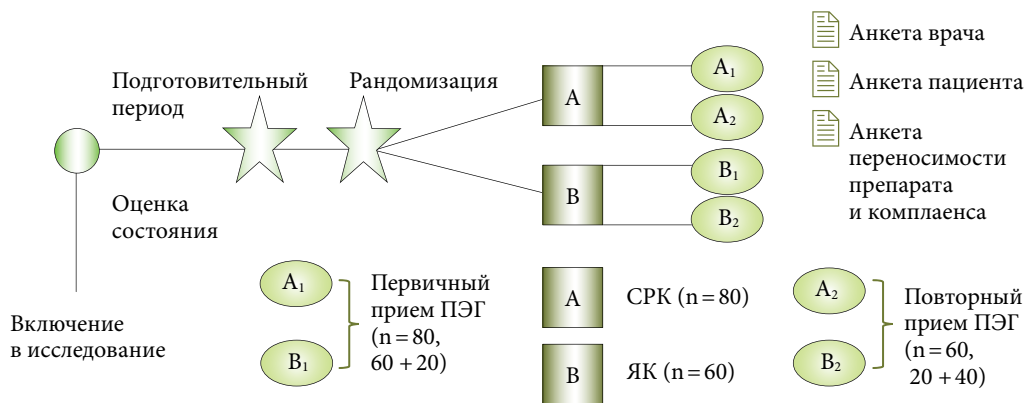 Подготовительный
период
Рандомизация
Оценка
состояния
Включение
в исследование
A
B
A₁
A₂
B₁
B₂
Анкета врача
Анкета пациента
Анкета
переносимости
препарата
и комплаенса
A₁
B₁
Первичный
прием ПЭГ
(n = 80,
60 + 20)
A
СРК (n = 80)
B
ЯК (n = 60)
A₂
B₂
Повторный
прием ПЭГ
(n = 60,
20 + 40)